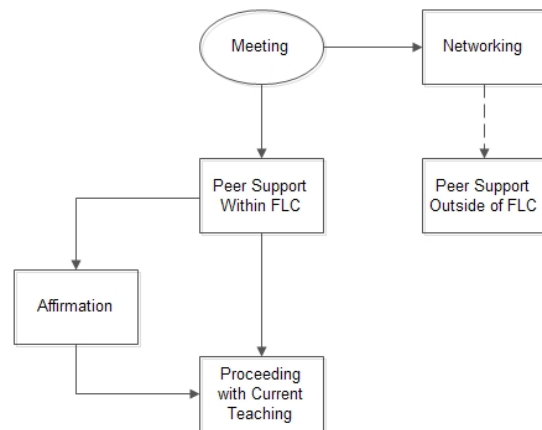 Meeting
Networking
Peer Support
Within FLC
Peer Support
Outside of FLC
Affirmation
Proceeding
with Current
Teaching